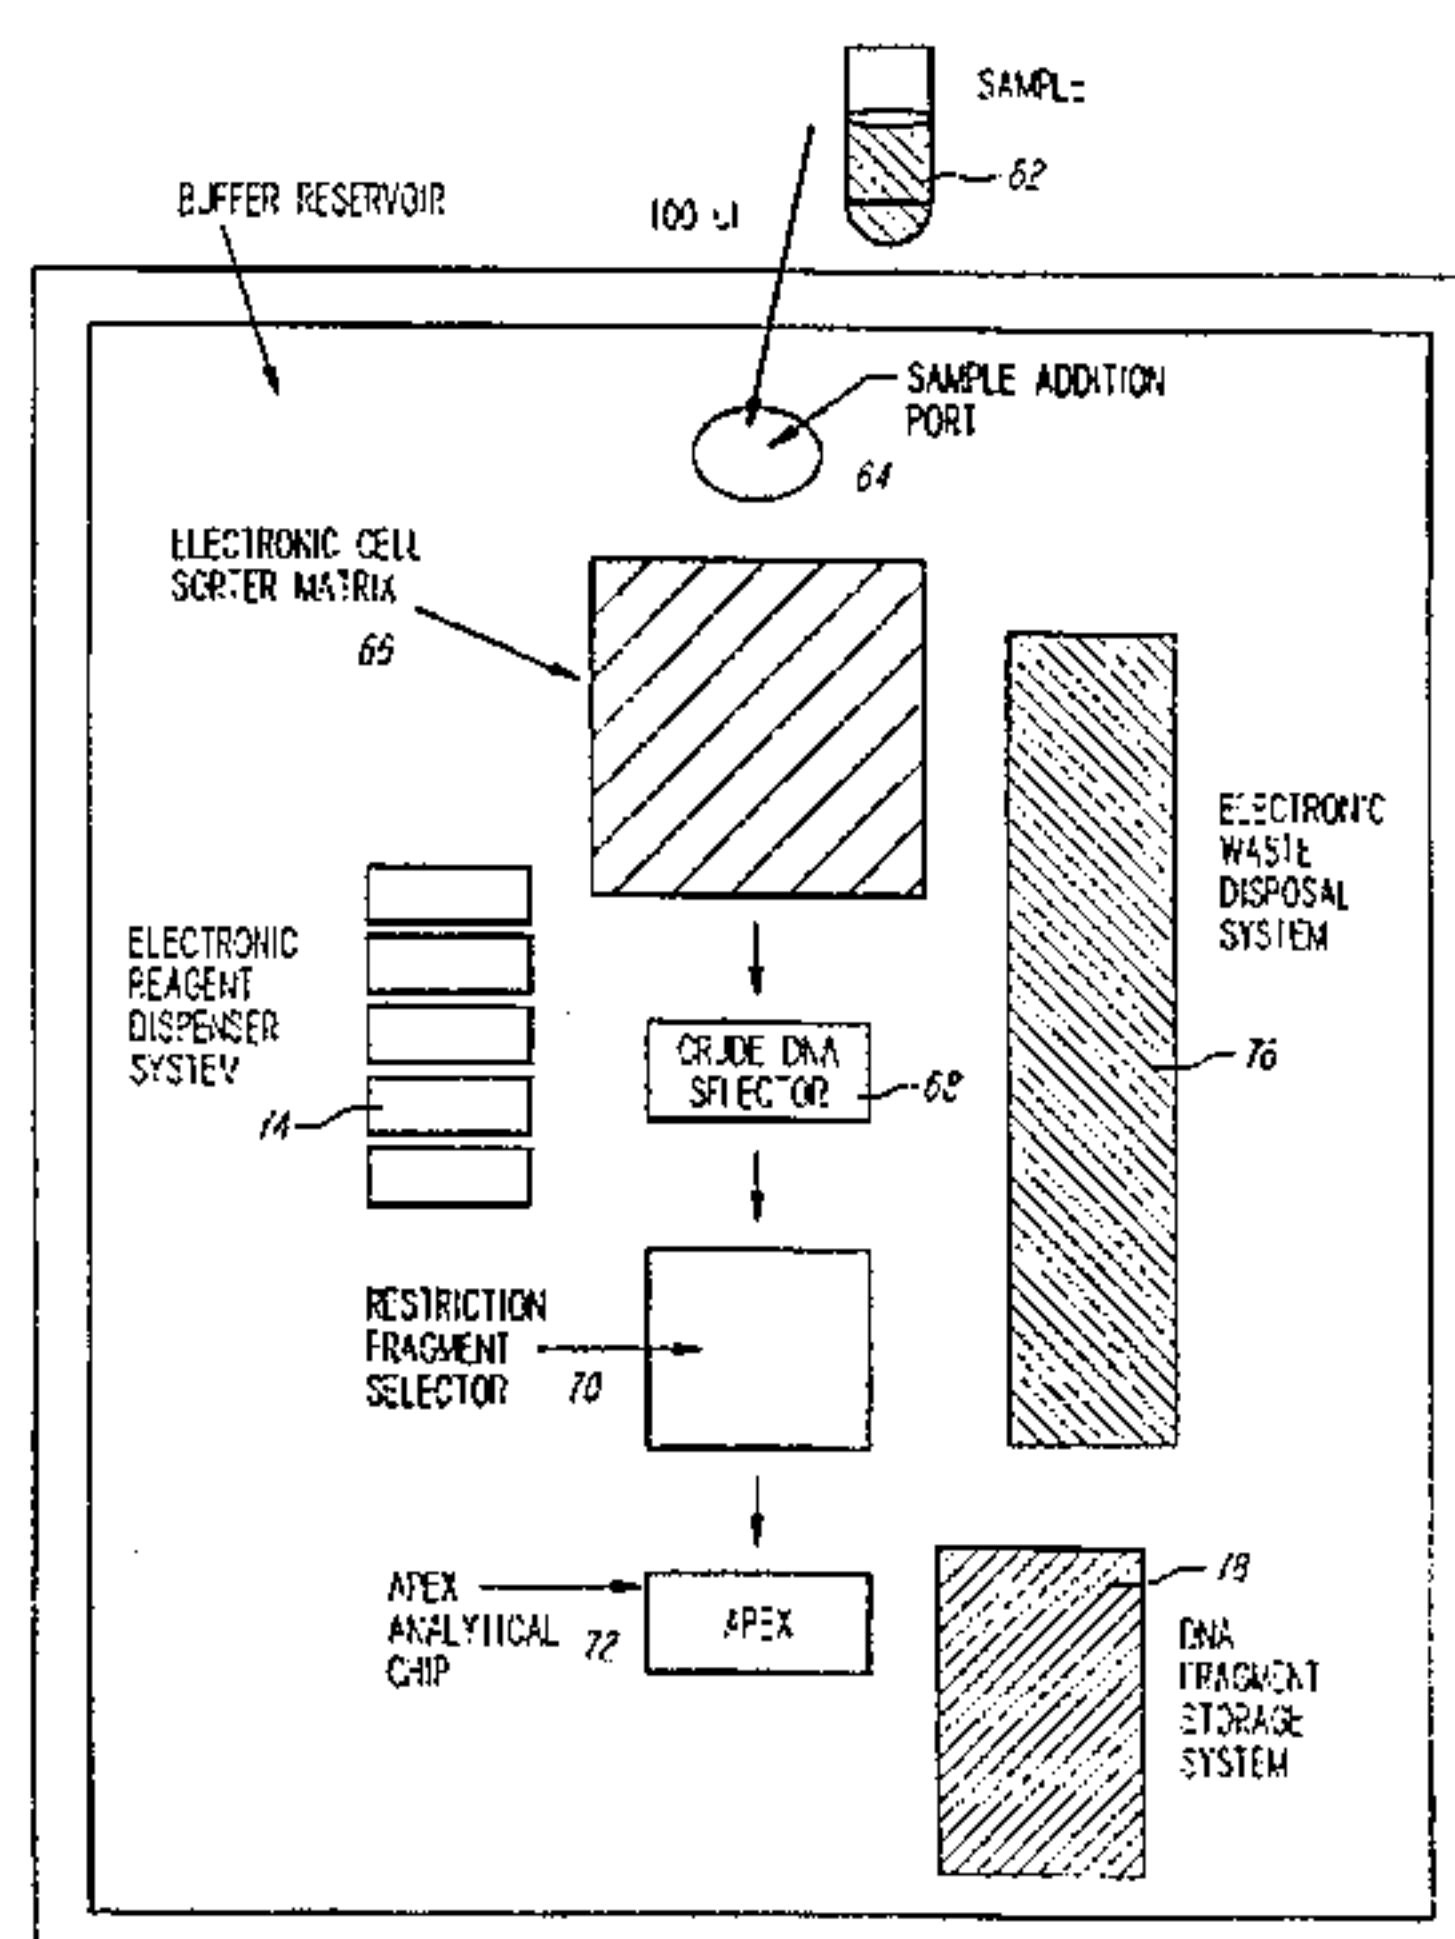 SAMPLE
62
BUFFER RESERVOIR
100 ul
SAMPLE ADDITION
PORT
64
ELECTRONIC CELL
SORTER MATRIX
66
ELECTRONIC
WASTE
DISPOSAL
SYSTEM
76
ELECTRONIC
REAGENT
DISPENSER
SYSTEM
74
CRUDE DNA
SELECTOR
68
RESTRICTION
FRAGMENT
SELECTOR
70
APEX
ANALYTICAL
CHIP
72
APEX
78
DNA
FRAGMENT
STORAGE
SYSTEM